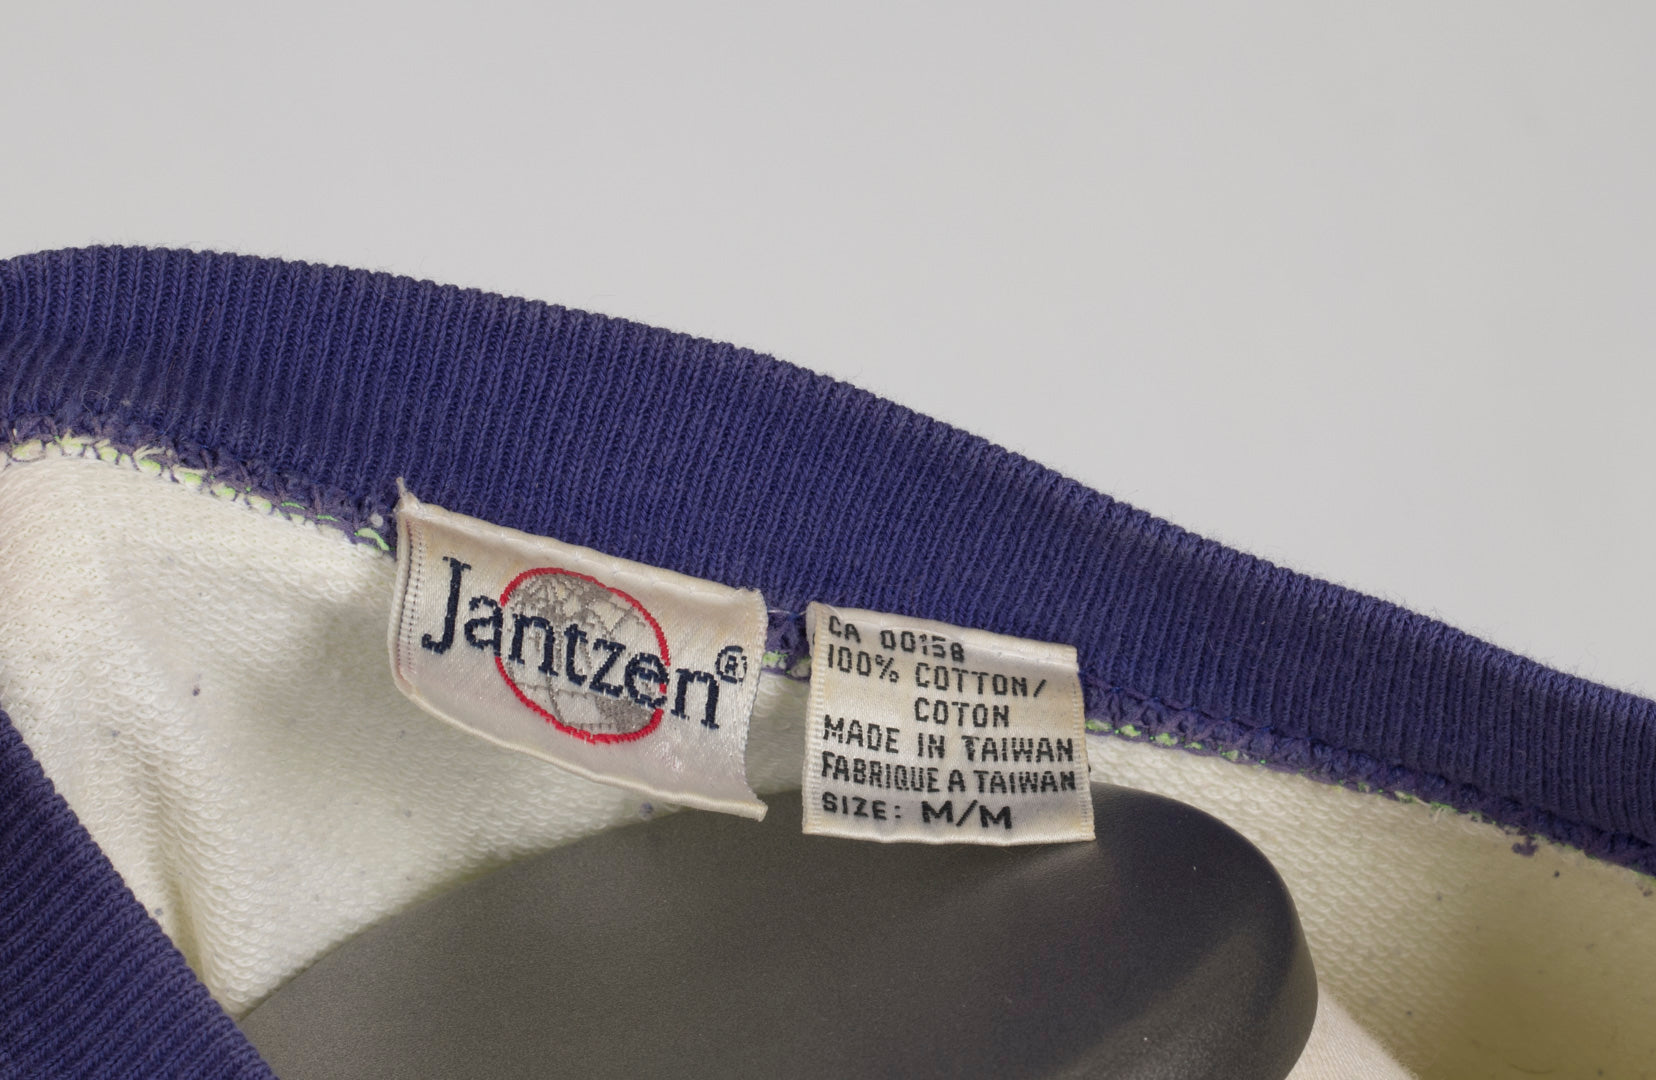 Jantzen®
CA 00158
100% COTTON/
COTON
MADE IN TAIWAN
FABRIQUE A TAIWAN
SIZE: M/M